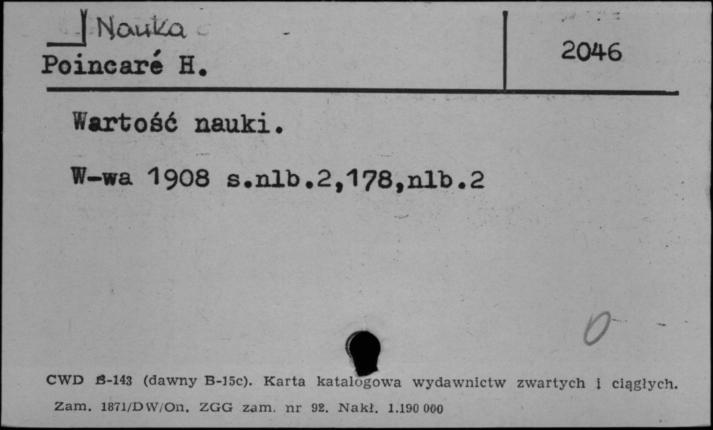 Nauka
2046
Poincaré H.
Wartość nauki.
W-wa 1908 s.nlb.2,178,nlb.2
0
CWD B-143 (dawny B-15c). Karta katalogowa wydawnictw zwartych i ciągłych.
Zam. 1871/DW/On. ZGG zam. nr 92. Nakł. 1.190 000